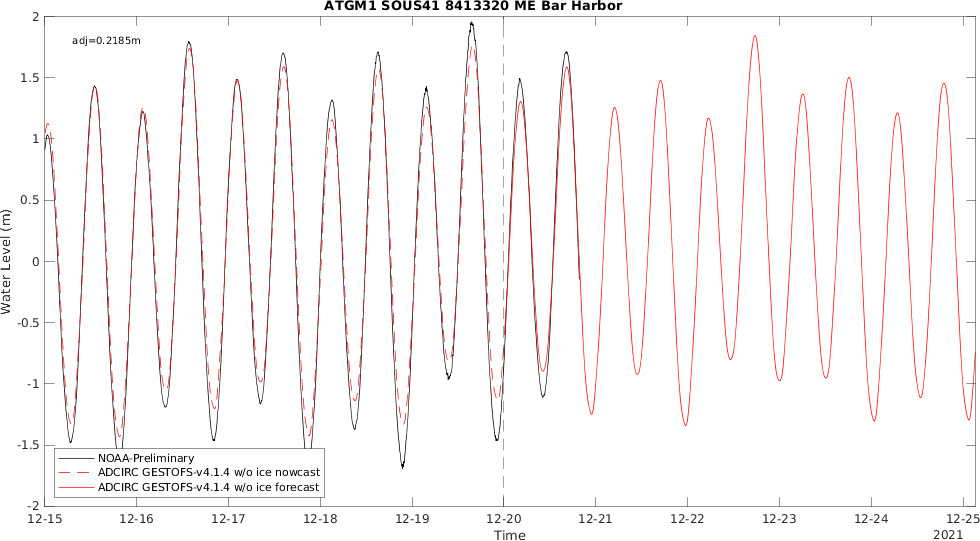 ATGM1 SOUS41 8413320 ME Bar Harbor
adj=0.2185m
2
1.5
1
0.5
0
-0.5
-1
-1.5
-2
Water Level (m)
NOAA-Preliminary
ADCIRC GESTOFS-v4.1.4 w/o ice nowcast
ADCIRC GESTOFS-v4.1.4 w/o ice forecast
12-15 12-16 12-17 12-18 12-19 12-20 12-21 12-22 12-23 12-24 12-25
2021
Time